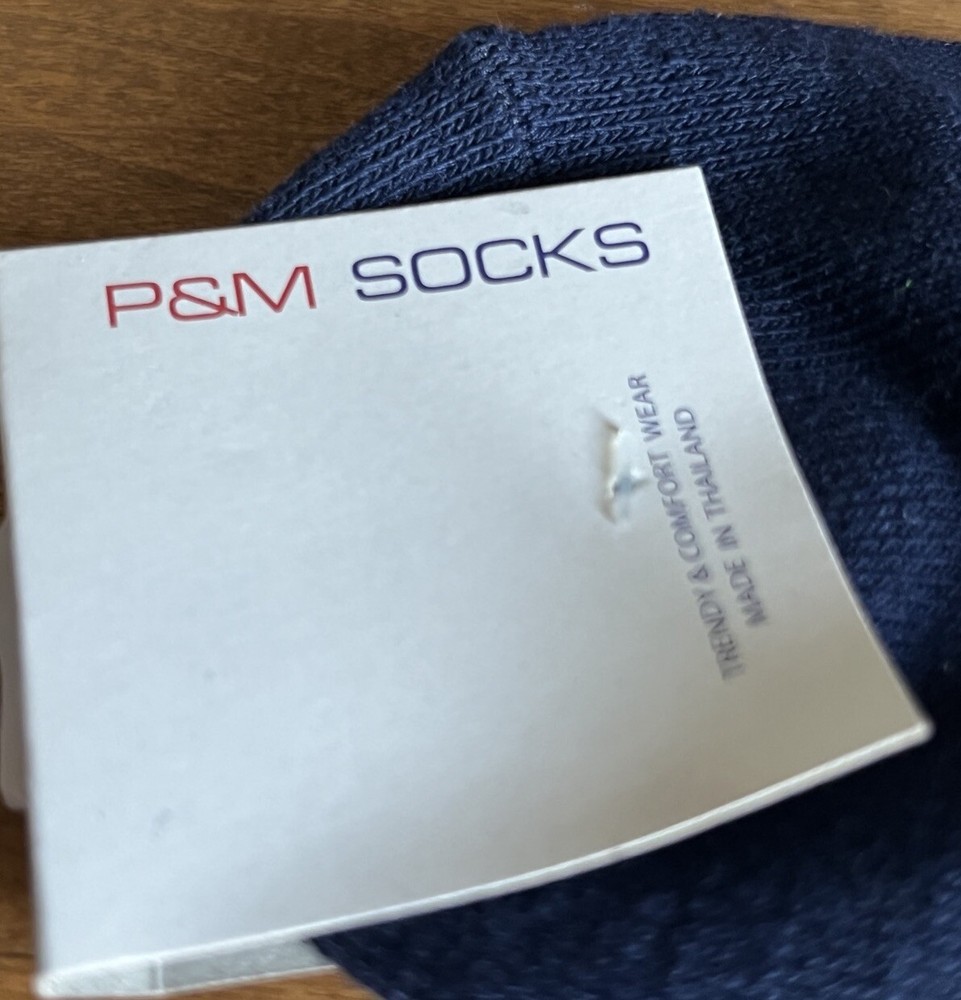 P&M SOCKS
TRENDY & COMFORT WEAR
MADE IN THAILAND